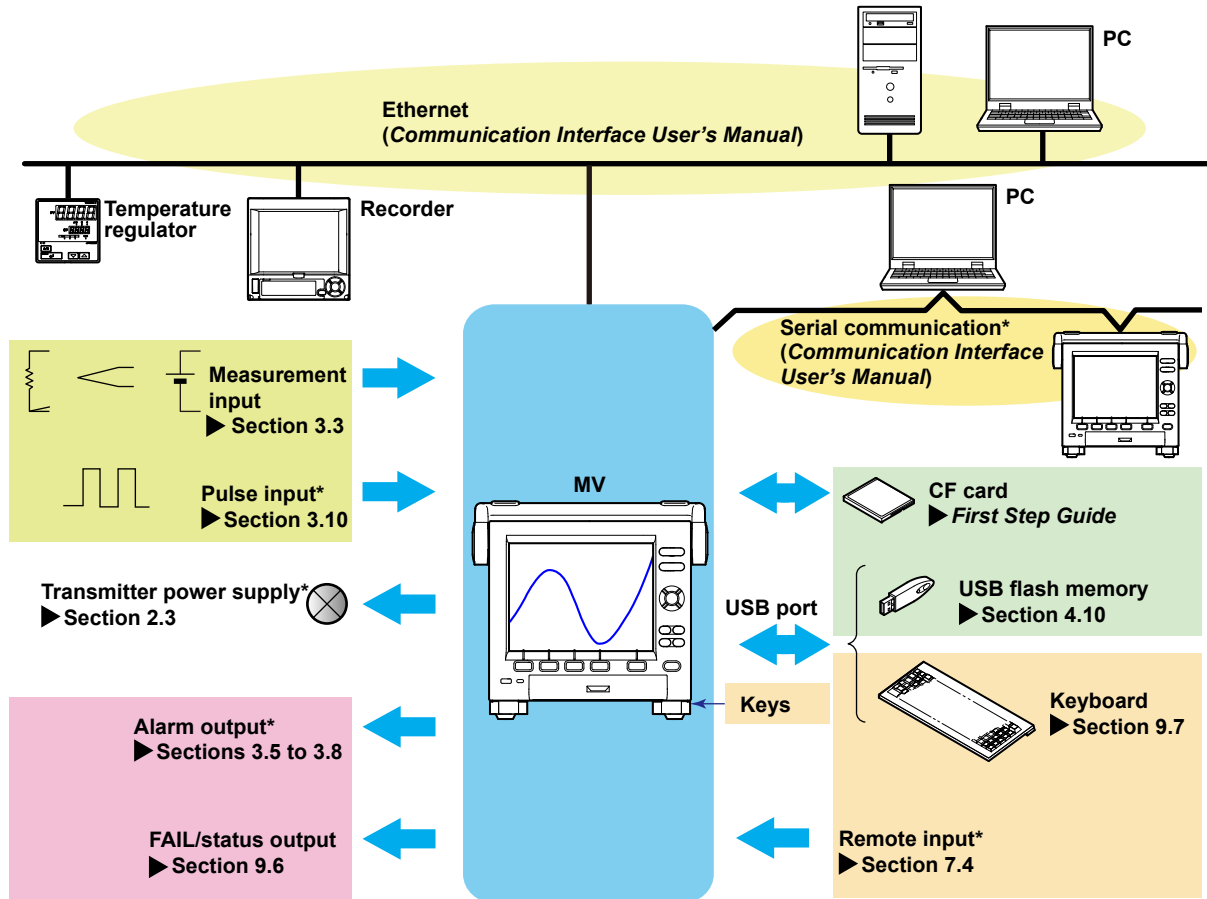 PC
Ethernet
(Communication Interface User's Manual)
Temperature
regulator
Recorder
PC
Serial communication*
(Communication Interface
User's Manual)
Measurement
input
▶ Section 3.3
Pulse input*
▶ Section 3.10
Transmitter power supply*
▶ Section 2.3
Alarm output*
▶ Sections 3.5 to 3.8
FAIL/status output
▶ Section 9.6
MV
CF card
▶ First Step Guide
USB port
USB flash memory
▶ Section 4.10
Keys
Keyboard
▶ Section 9.7
Remote input*
▶ Section 7.4